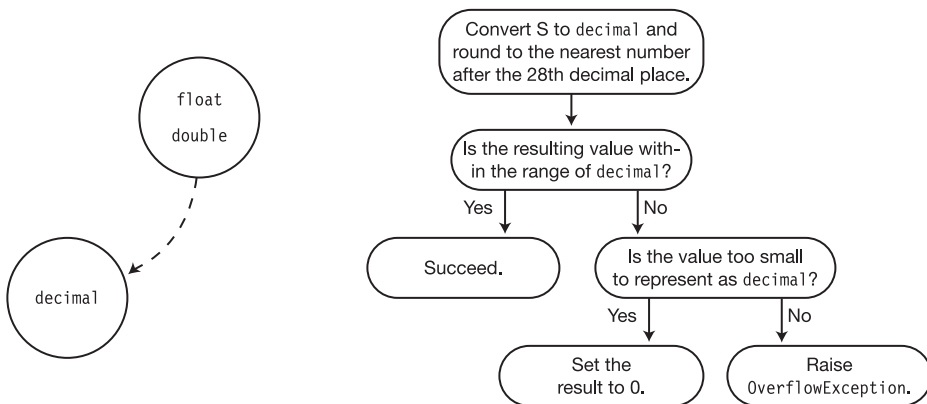 float
double
decimal
Convert S to decimal and
round to the nearest number
after the 28th decimal place.
Is the resulting value with-
in the range of decimal?
Yes
No
Succeed.
Is the value too small
to represent as decimal?
Yes
No
Set the
result to 0.
Raise
OverflowException.